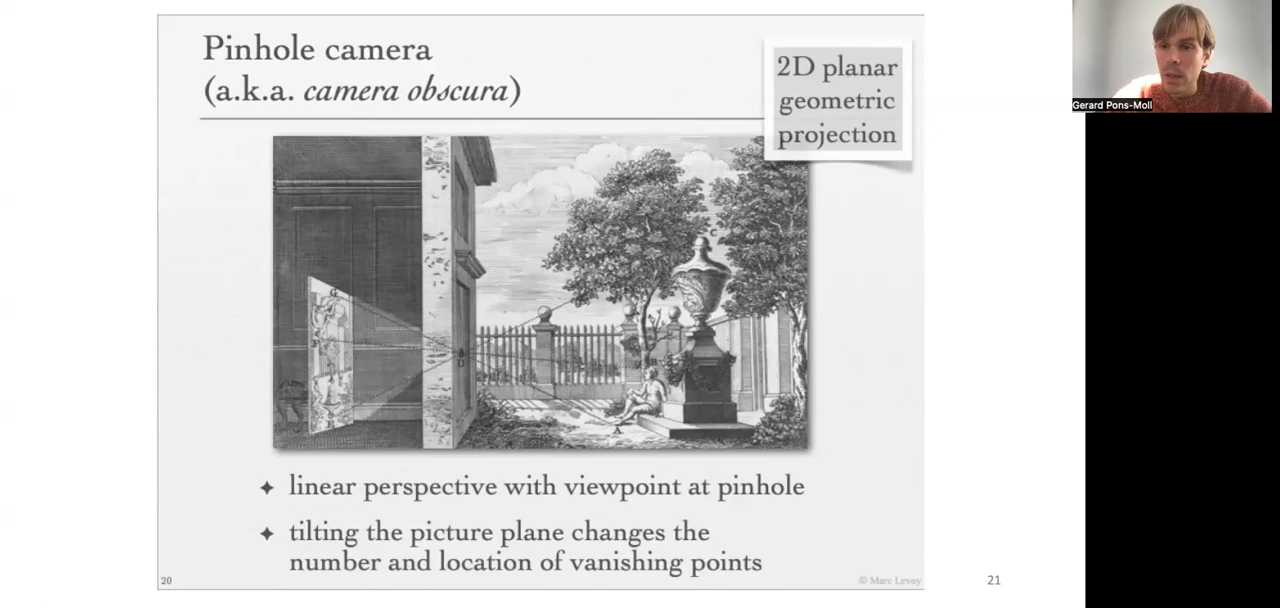 Pinhole camera
(a.k.a. camera obscura)
2D planar
geometric
projection
Gerard Pons-Moll
C
G
F
D
B
A
linear perspective with viewpoint at pinhole
tilting the picture plane changes the
number and location of vanishing points
20
© Marc Levoy
21